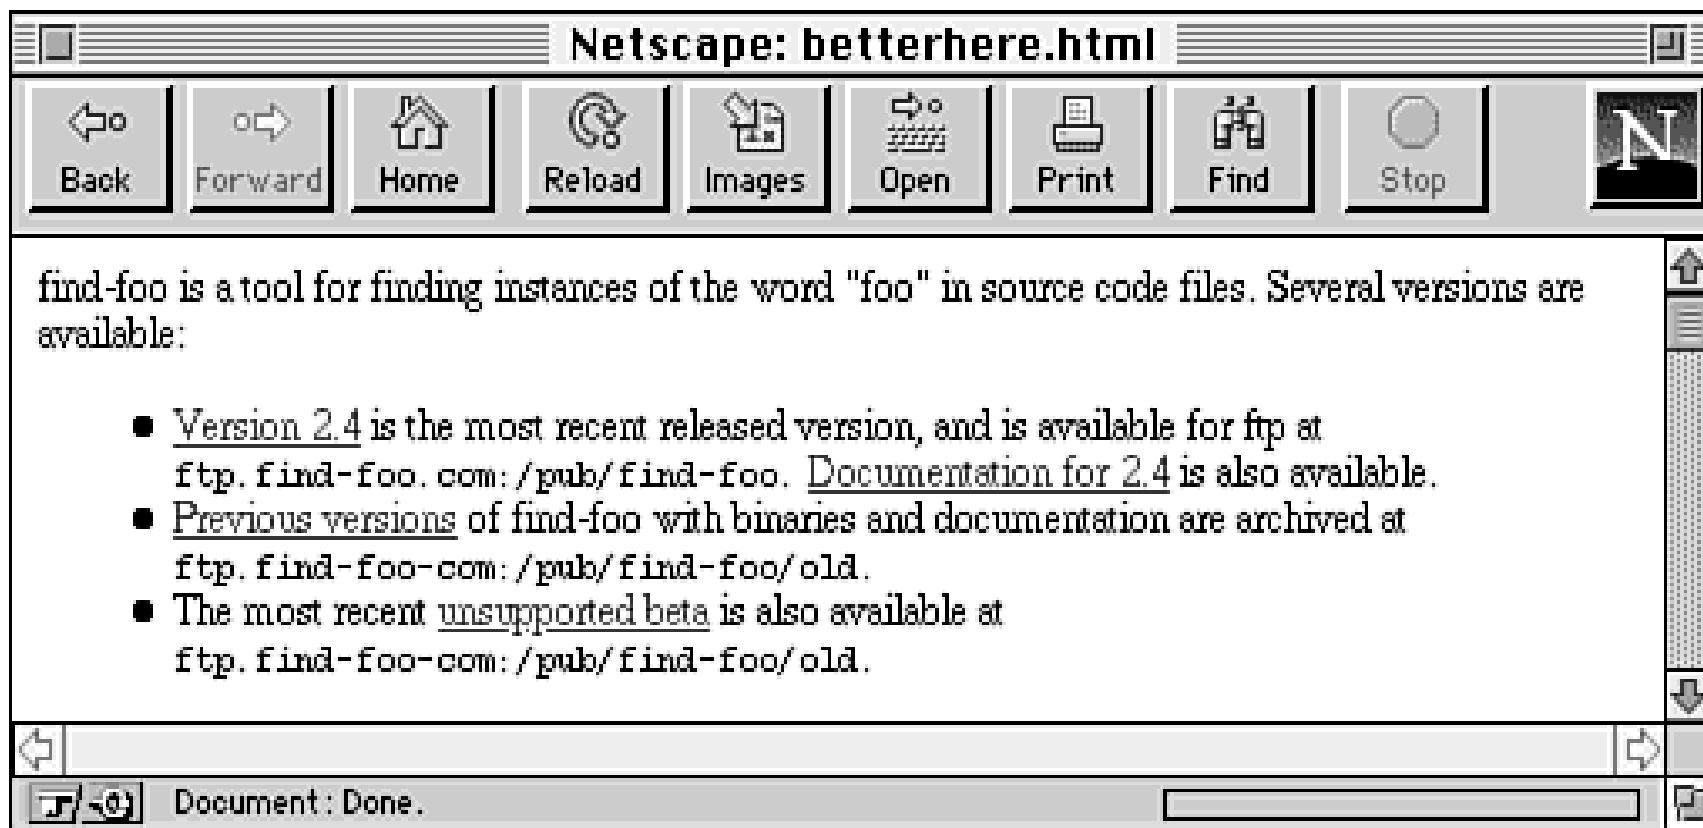 Netscape: betterhere.html
Back Forward Home Reload Images Open Print Find Stop N
find-foo is a tool for finding instances of the word "foo" in source code files. Several versions are
available:
Version 2.4 is the most recent released version, and is available for ftp at
ftp.find-foo.com:/pub/find-foo. Documentation for 2.4 is also available.
Previous versions of find-foo with binaries and documentation are archived at
ftp.find-foo-com:/pub/find-foo/old.
The most recent unsupported beta is also available at
ftp.find-foo-com:/pub/find-foo/old.
Document: Done.